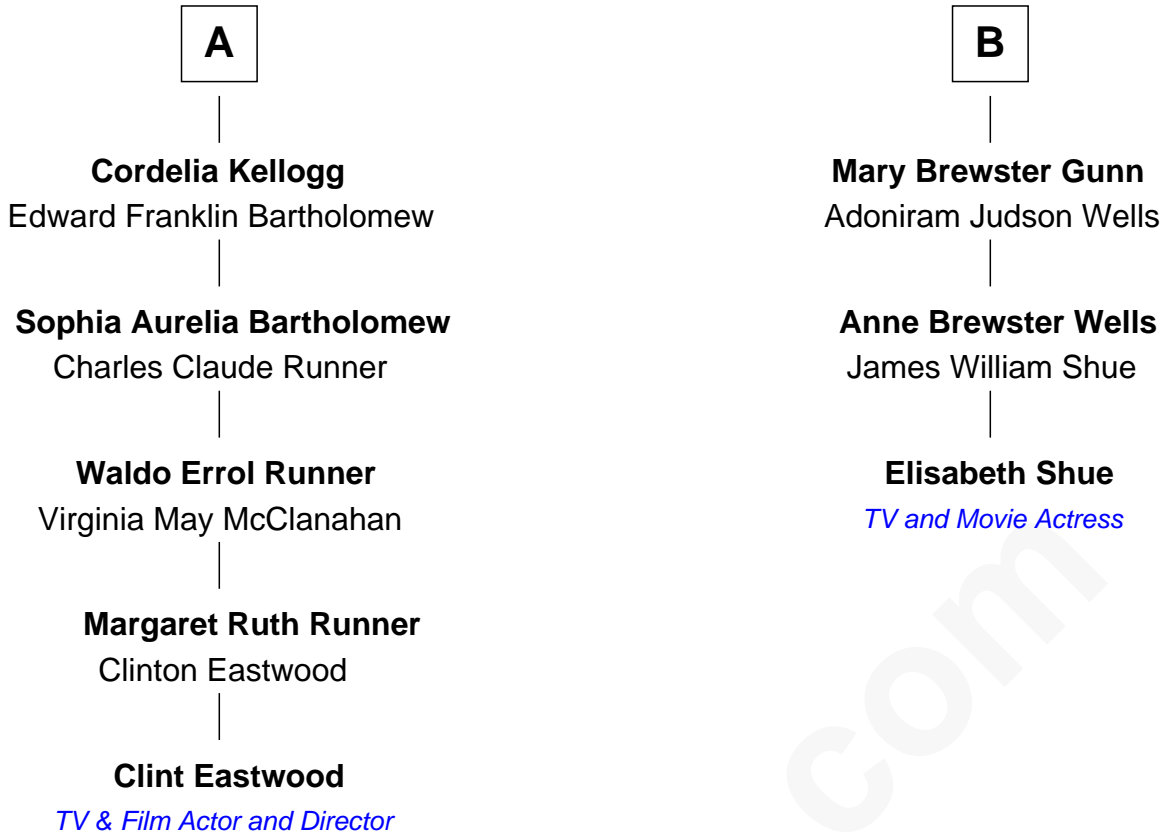 A
Cordelia Kellogg
Edward Franklin Bartholomew
Sophia Aurelia Bartholomew
Charles Claude Runner
Waldo Errol Runner
Virginia May McClanahan
Margaret Ruth Runner
Clinton Eastwood
Clint Eastwood
TV & Film Actor and Director
B
Mary Brewster Gunn
Adoniram Judson Wells
Anne Brewster Wells
James William Shue
Elisabeth Shue
TV and Movie Actress
com